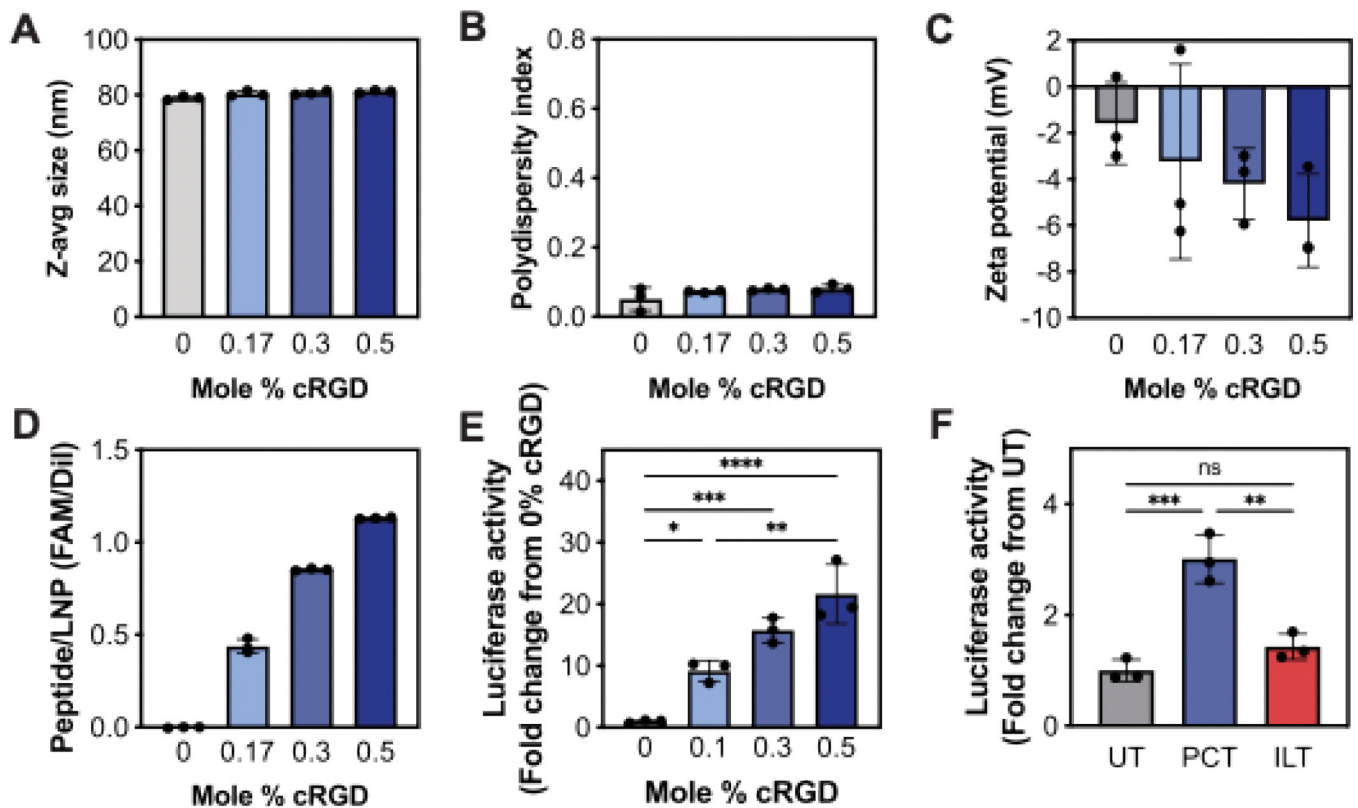 A
Z-avg size (nm)
100
80
60
40
20
0
0 0.17 0.3 0.5
Mole % cRGD
B
Polydispersity index
0.8
0.6
0.4
0.2
0.0
0 0.17 0.3 0.5
Mole % cRGD
C
Zeta potential (mV)
2
0
-2
-4
-6
-8
-10
0 0.17 0.3 0.5
Mole % cRGD
D
Peptide/LNP (FAM/DiI)
1.5
1.0
0.5
0.0
0 0.17 0.3 0.5
Mole % cRGD
E
Luciferase activity
(Fold change from 0% cRGD)
40
30
20
10
0
****
***
* **
0 0.1 0.3 0.5
Mole % cRGD
F
Luciferase activity
(Fold change from UT)
4
2
0
ns
*** **
UT PCT ILT